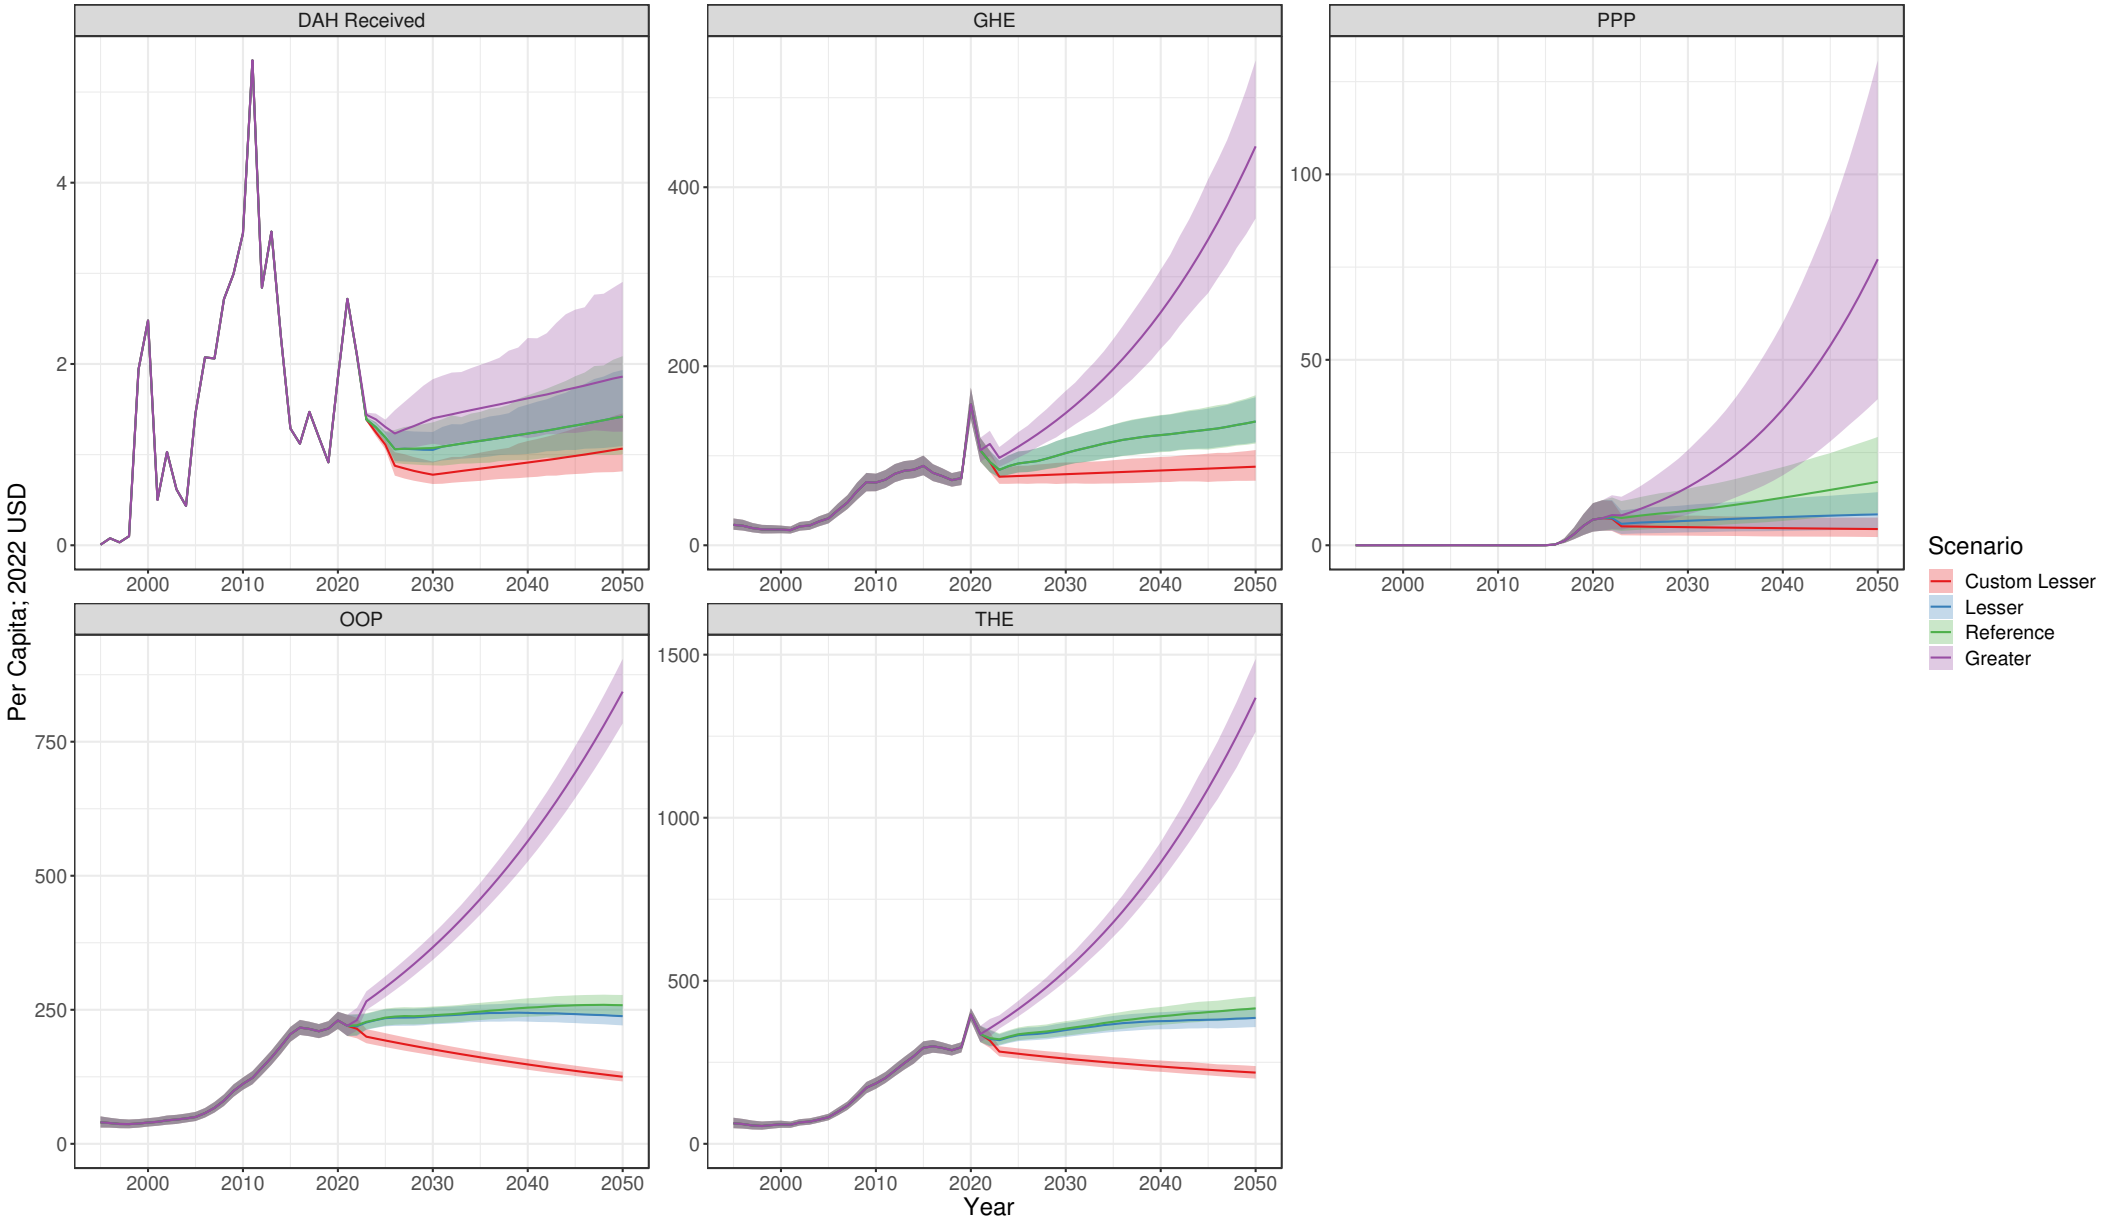 DAH Received
GHE
PPP
4
2
0
400
200
0
100
50
0
2000 2010 2020 2030 2040 2050
2000 2010 2020 2030 2040 2050
2000 2010 2020 2030 2040 2050
OOP
THE
750
500
250
0
1500
1000
500
0
2000 2010 2020 2030 2040 2050
2000 2010 2020 2030 2040 2050
Per Capita; 2022 USD
Year
Scenario
Custom Lesser
Lesser
Reference
Greater